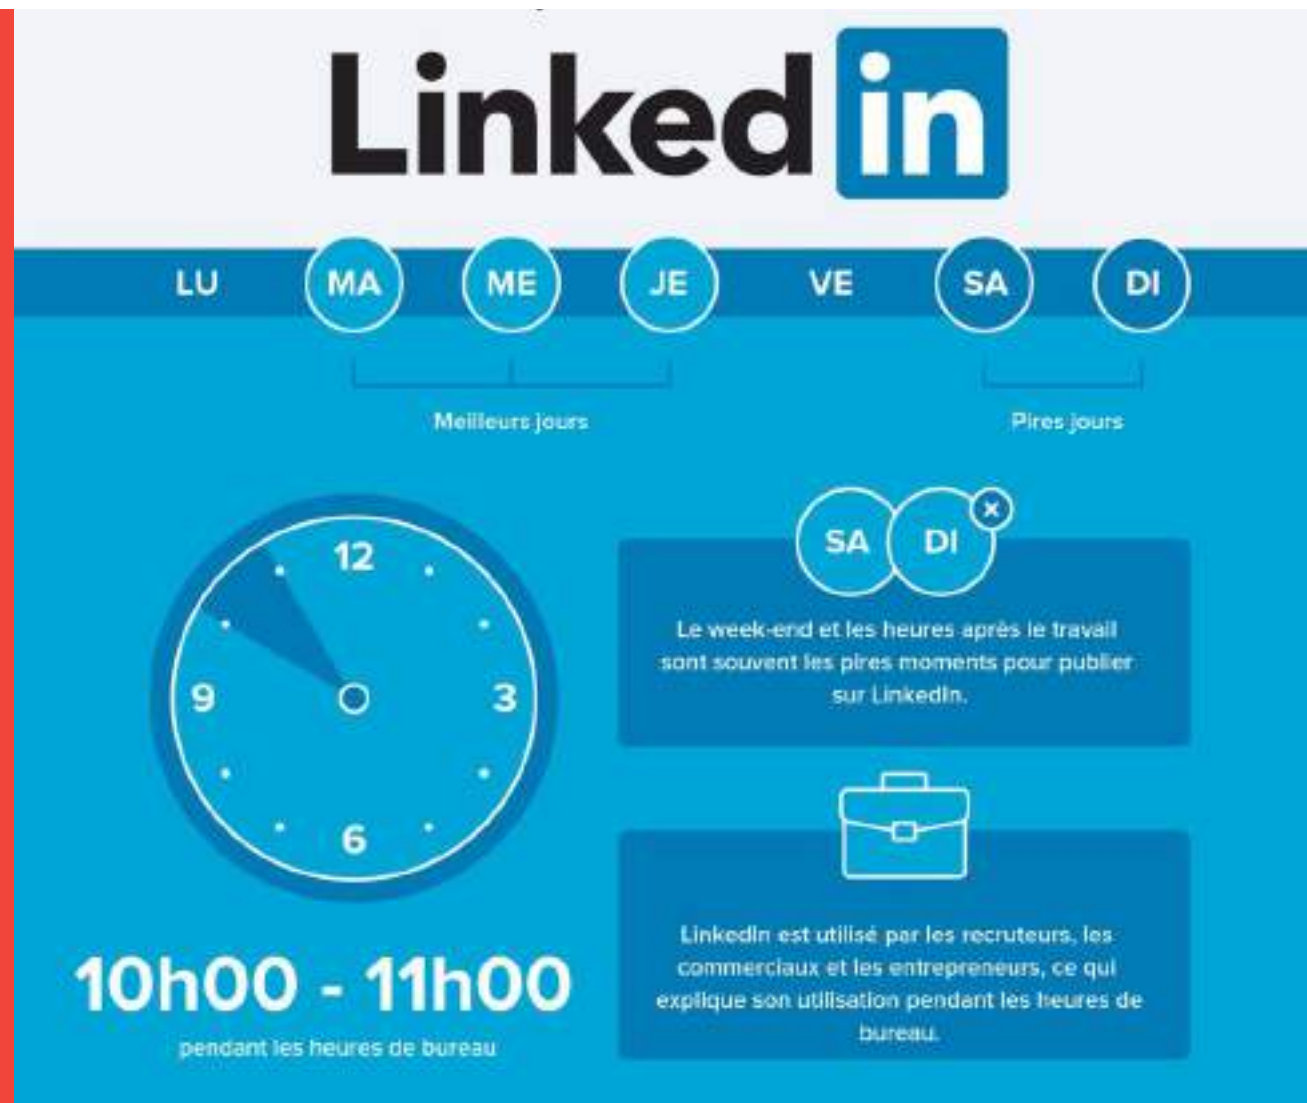 Linked in
LU MA ME JE VE SA DI
Meilleurs jours
Pires jours
12
9
3
6
10h00 - 11h00
pendant les heures de bureau
SA DI
x
Le week-end et les heures après le travail
sont souvent les pires moments pour publier
sur LinkedIn.
LinkedIn est utilisé par les recruteurs, les
commerciaux et les entrepreneurs, ce qui
explique son utilisation pendant les heures de
bureau.